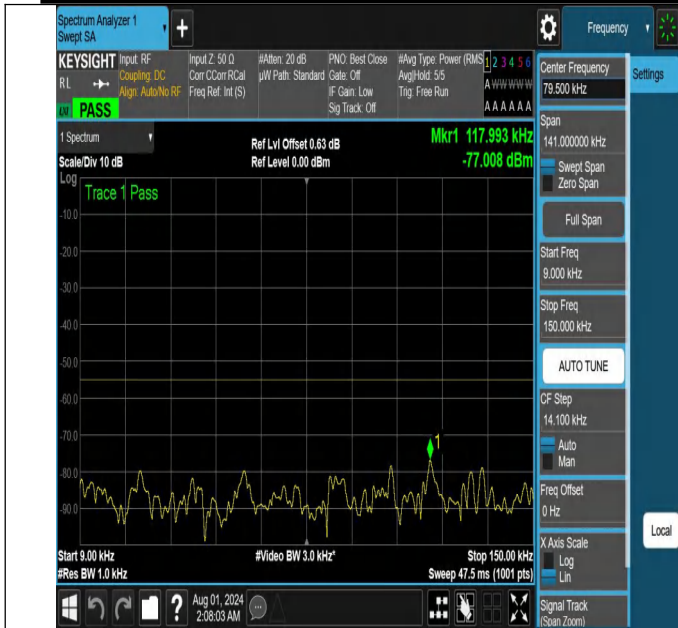 Spectrum Analyzer 1
Swept SA
+
Frequency
KEYSIGHT
RL
LXI PASS
Input: RF
Coupling: DC
Align: Auto/No RF
Input Z: 50 Ω
Corr CCorr RCal
Freq Ref: Int (S)
#Atten: 20 dB
µW Path: Standard
PNO: Best Close
Gate: Off
IF Gain: Low
Sig Track: Off
#Avg Type: Power (RMS
Avg|Hold: 5/5
Trig: Free Run
1 2 3 4 5 6
A W W W W W
A A A A A A
1 Spectrum
Scale/Div 10 dB
Log
Ref Lvl Offset 0.63 dB
Ref Level 0.00 dBm
Mkr1 117.993 kHz
-77.008 dBm
Trace 1 Pass
-10.0
-20.0
-30.0
-40.0
-50.0
-60.0
-70.0
-80.0
-90.0
1
Start 9.00 kHz
#Res BW 1.0 kHz
#Video BW 3.0 kHz*
Stop 150.00 kHz
Sweep 47.5 ms (1001 pts)
Aug 01, 2024
2:08:03 AM
Center Frequency
79.500 kHz
Settings
Span
141.000000 kHz
Swept Span
Zero Span
Full Span
Start Freq
9.000 kHz
Stop Freq
150.000 kHz
AUTO TUNE
CF Step
14.100 kHz
Auto
Man
Freq Offset
0 Hz
X Axis Scale
Log
Lin
Local
Signal Track
(Span Zoom)